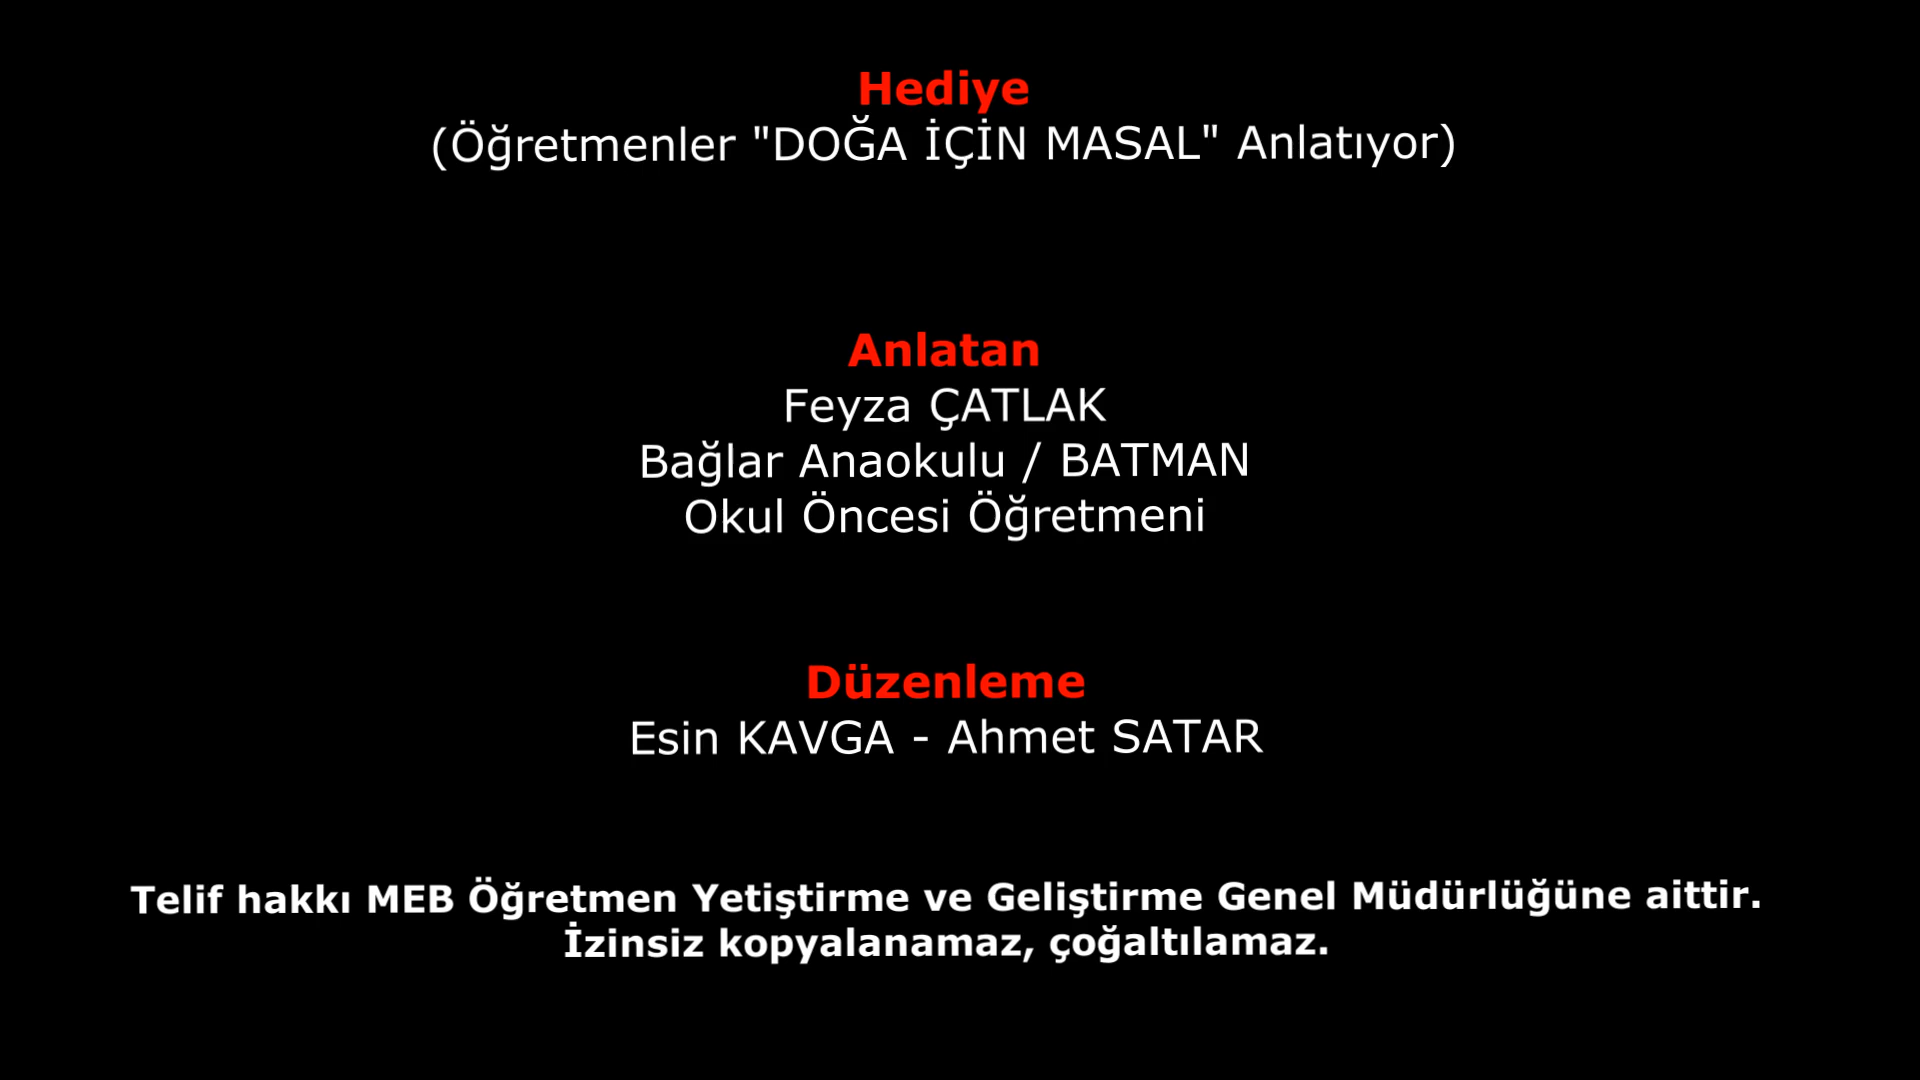 Hediye
(Öğretmenler "DOĞA İÇİN MASAL" Anlatıyor)
Anlatan
Feyza ÇATLAK
Bağlar Anaokulu / BATMAN
Okul Öncesi Öğretmeni
Düzenleme
Esin KAVGA - Ahmet SATAR
Telif hakkı MEB Öğretmen Yetiştirme ve Geliştirme Genel Müdürlüğüne aittir.
İzinsiz kopyalanamaz, çoğaltılamaz.